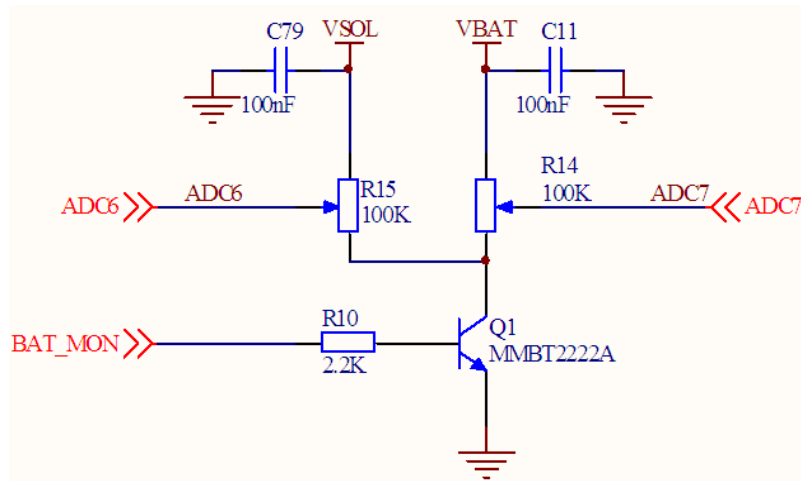 C79
VSOL
VBAT
C11
100nF
100nF
R15
100K
R14
100K
ADC6
ADC6
ADC7
ADC7
R10
2.2K
BAT_MON
Q1
MMBT2222A